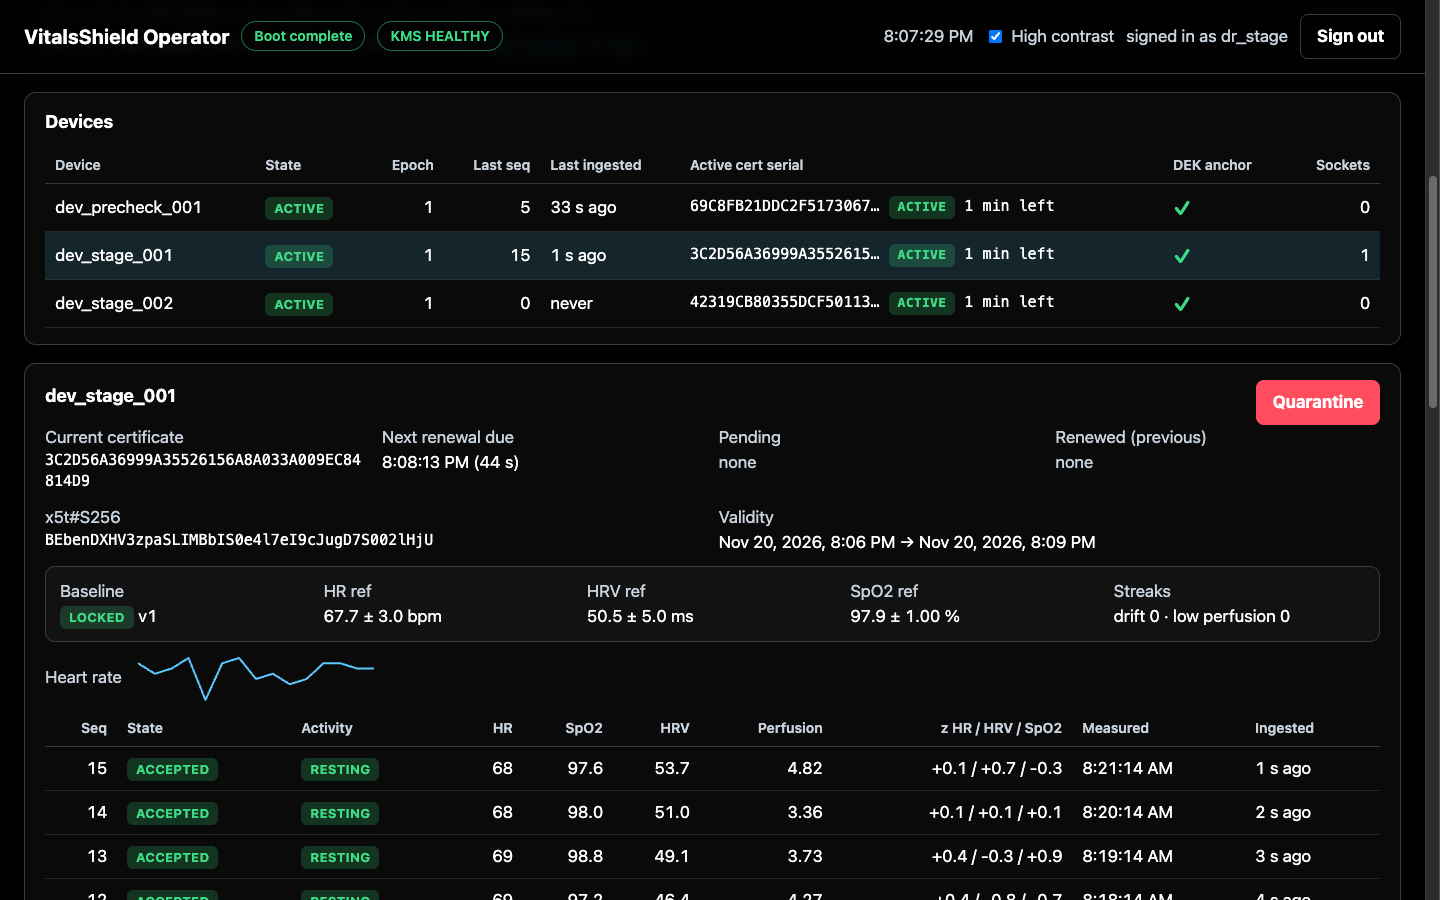 VitalsShield Operator Boot complete KMS HEALTHY 8:07:29 PM High contrast signed in as dr_stage Sign out
Devices
Device State Epoch Last seq Last ingested Active cert serial DEK anchor Sockets
dev_precheck_001 ACTIVE 1 5 33 s ago 69C8FB21DDC2F5173067… ACTIVE 1 min left ✓ 0
dev_stage_001 ACTIVE 1 15 1 s ago 3C2D56A36999A3552615… ACTIVE 1 min left ✓ 1
dev_stage_002 ACTIVE 1 0 never 42319CB80355DCF50113… ACTIVE 1 min left ✓ 0
dev_stage_001 Quarantine
Current certificate Next renewal due Pending Renewed (previous)
3C2D56A36999A35526156A8A033A009EC84 8:08:13 PM (44 s) none none
814D9
x5t#S256 Validity
BEbenDXHV3zpaSLIMBbIS0e4l7eI9cJugD7S002lHjU Nov 20, 2026, 8:06 PM → Nov 20, 2026, 8:09 PM
Baseline HR ref HRV ref SpO2 ref Streaks
LOCKED v1 67.7 ± 3.0 bpm 50.5 ± 5.0 ms 97.9 ± 1.00 % drift 0 · low perfusion 0
Heart rate
Seq State Activity HR SpO2 HRV Perfusion z HR / HRV / SpO2 Measured Ingested
15 ACCEPTED RESTING 68 97.6 53.7 4.82 +0.1 / +0.7 / -0.3 8:21:14 AM 1 s ago
14 ACCEPTED RESTING 68 98.0 51.0 3.36 +0.1 / +0.1 / +0.1 8:20:14 AM 2 s ago
13 ACCEPTED RESTING 69 98.8 49.1 3.73 +0.4 / -0.3 / +0.9 8:19:14 AM 3 s ago